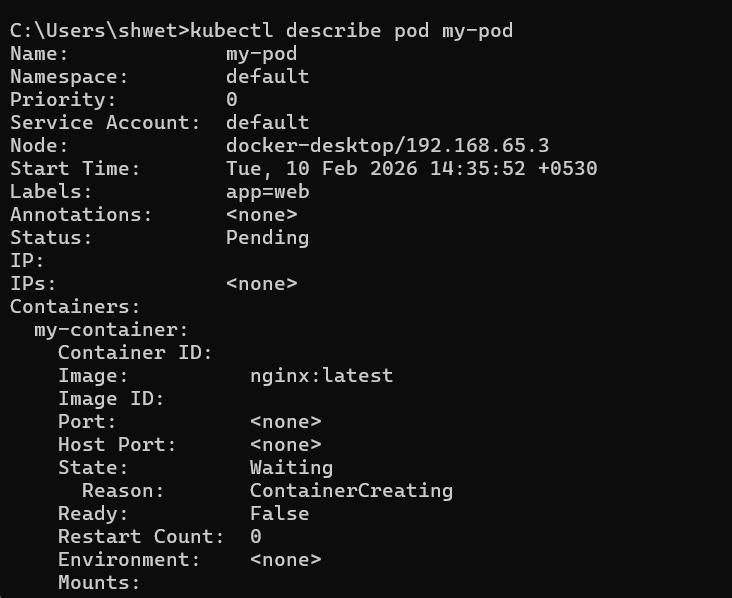 C:\Users\shwet>kubectl describe pod my-pod
Name:             my-pod
Namespace:        default
Priority:         0
Service Account:  default
Node:             docker-desktop/192.168.65.3
Start Time:       Tue, 10 Feb 2026 14:35:52 +0530
Labels:           app=web
Annotations:      <none>
Status:           Pending
IP:
IPs:              <none>
Containers:
  my-container:
    Container ID:
    Image:          nginx:latest
    Image ID:
    Port:           <none>
    Host Port:      <none>
    State:          Waiting
      Reason:       ContainerCreating
    Ready:          False
    Restart Count:  0
    Environment:    <none>
    Mounts: